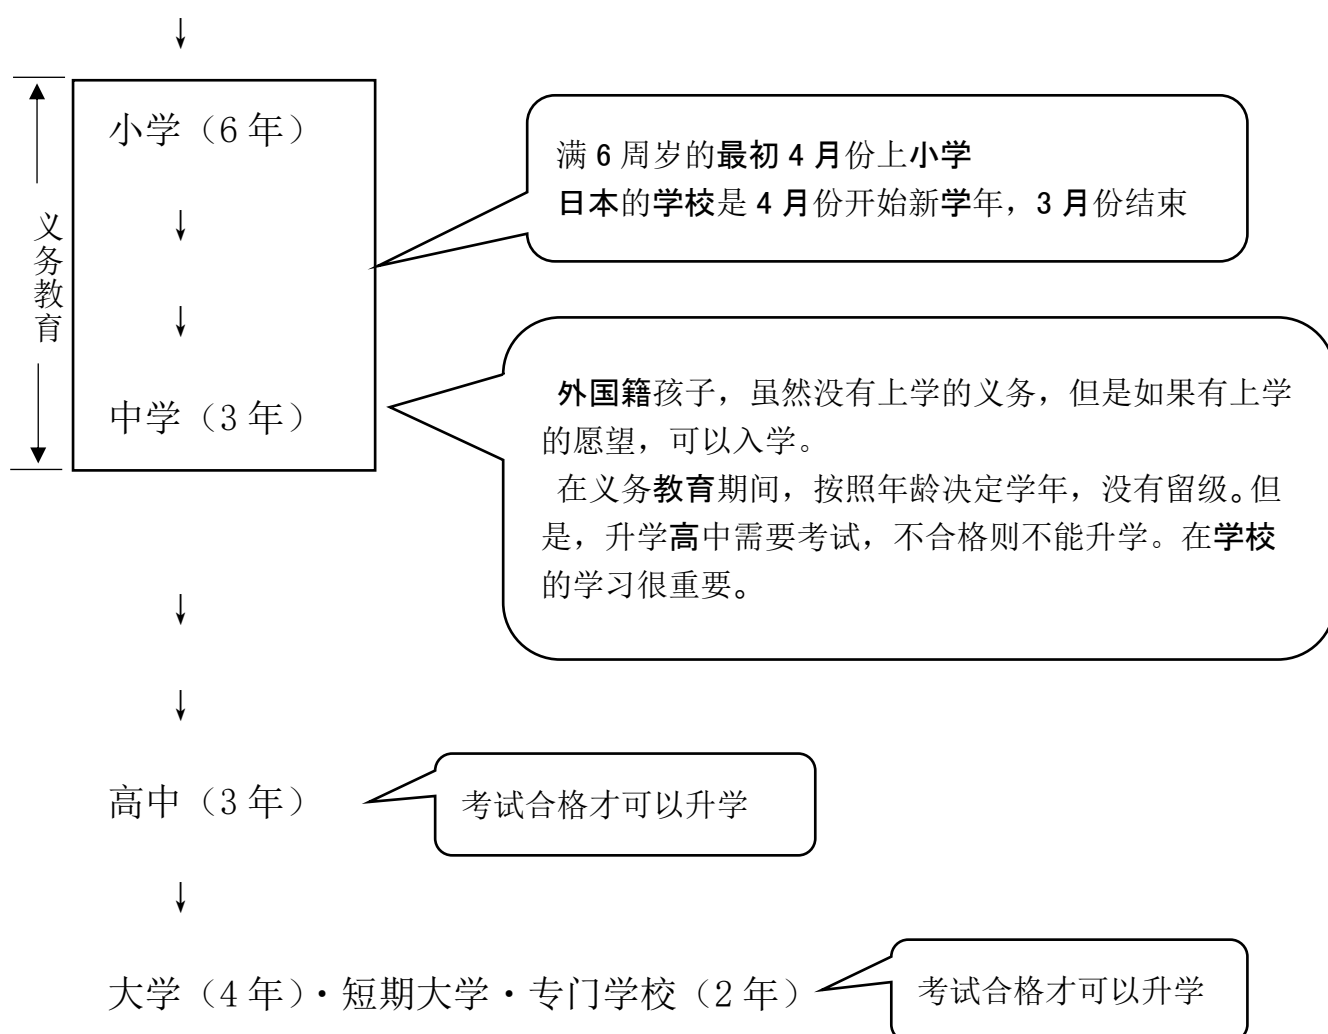 ↓
小学（6 年）
满 6 周岁的最初 4 月份上小学
日本的学校是 4 月份开始新学年，3 月份结束
↓
义务教育
↓
中学（3 年）
外国籍孩子，虽然没有上学的义务，但是如果有上学
的愿望，可以入学。
在义务教育期间，按照年龄决定学年，没有留级。但
是，升学高中需要考试，不合格则不能升学。在学校
的学习很重要。
↓
↓
高中（3 年）
考试合格才可以升学
↓
大学（4 年）・短期大学・专门学校（2 年）
考试合格才可以升学